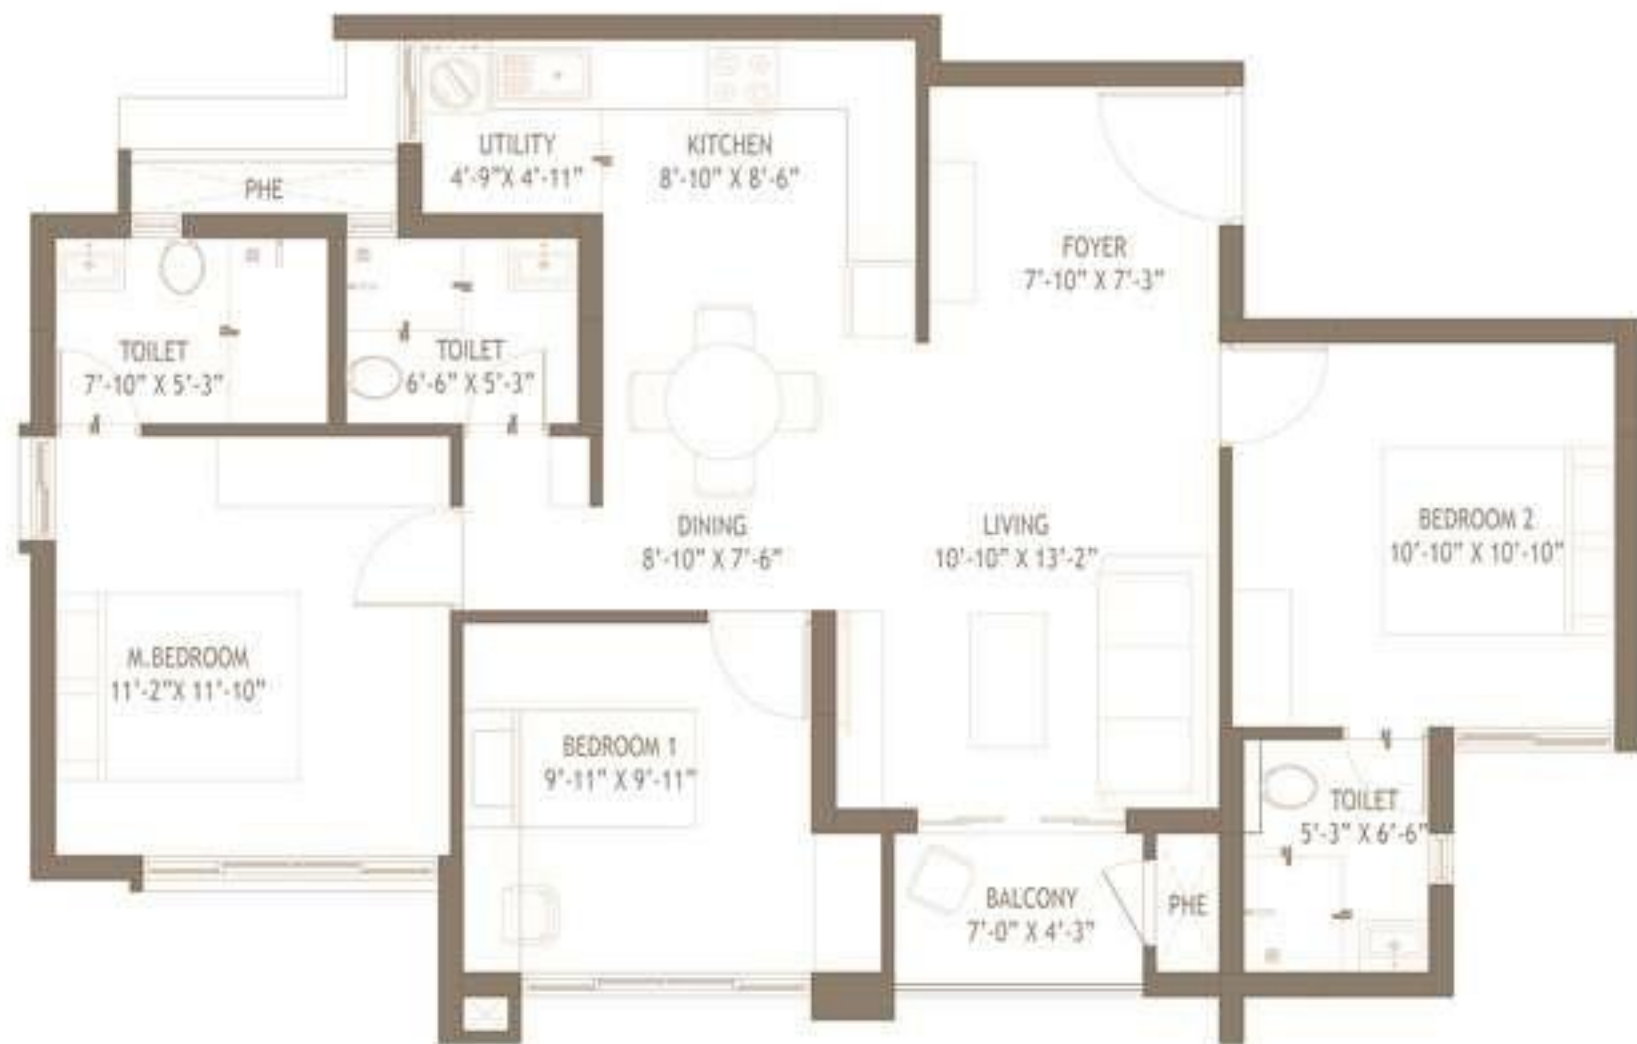 UTILITY
4'-9"X 4'-11"
KITCHEN
8'-10" X 8'-6"
PHE
FOYER
7'-10" X 7'-3"
TOILET
7'-10" X 5'-3"
TOILET
6'-6" X 5'-3"
DINING
8'-10" X 7'-6"
LIVING
10'-10" X 13'-2"
BEDROOM 2
10'-10" X 10'-10"
M.BEDROOM
11'-2"X 11'-10"
BEDROOM 1
9'-11" X 9'-11"
TOILET
5'-3" X 6'-6"
BALCONY
7'-0" X 4'-3"
PHE